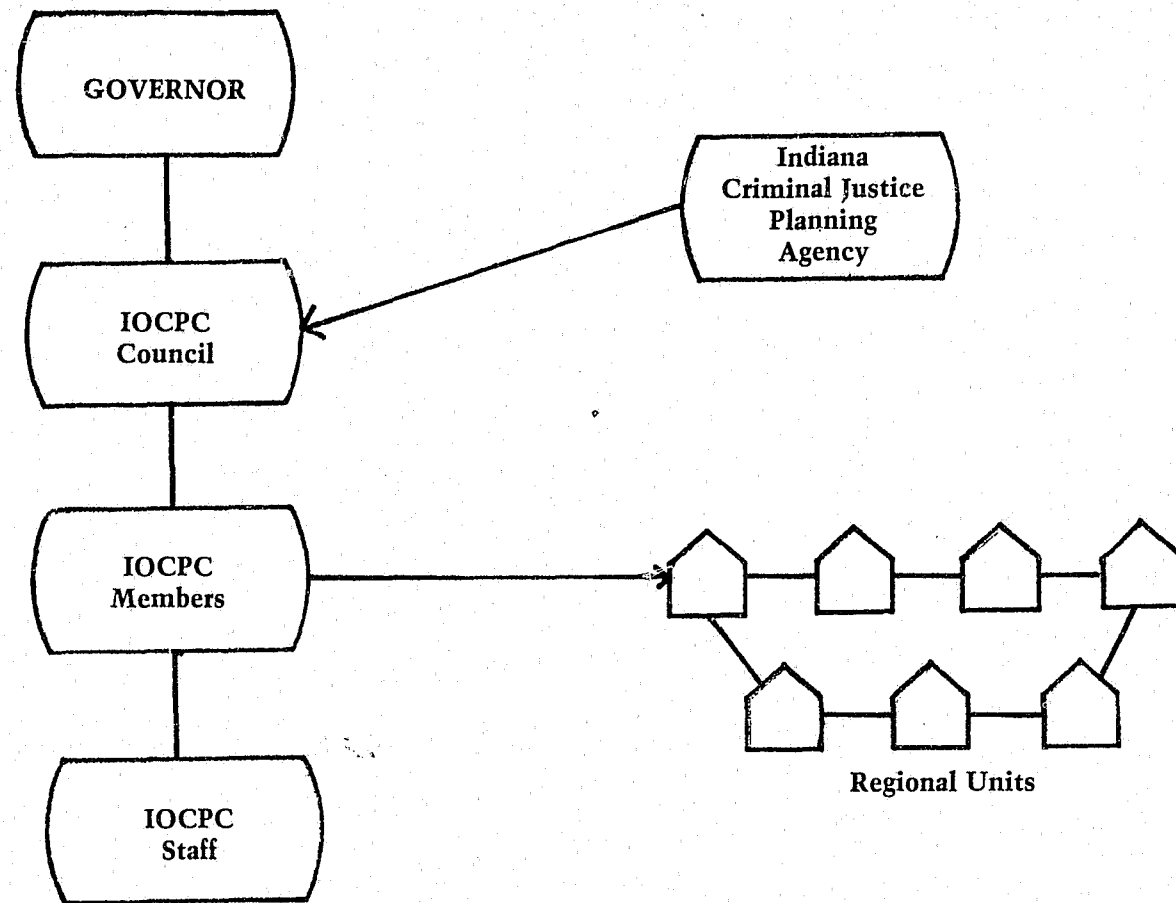 GOVERNOR
Indiana
Criminal Justice
Planning
Agency
IOCPC
Council
IOCPC
Members
Regional Units
IOCPC
Staff